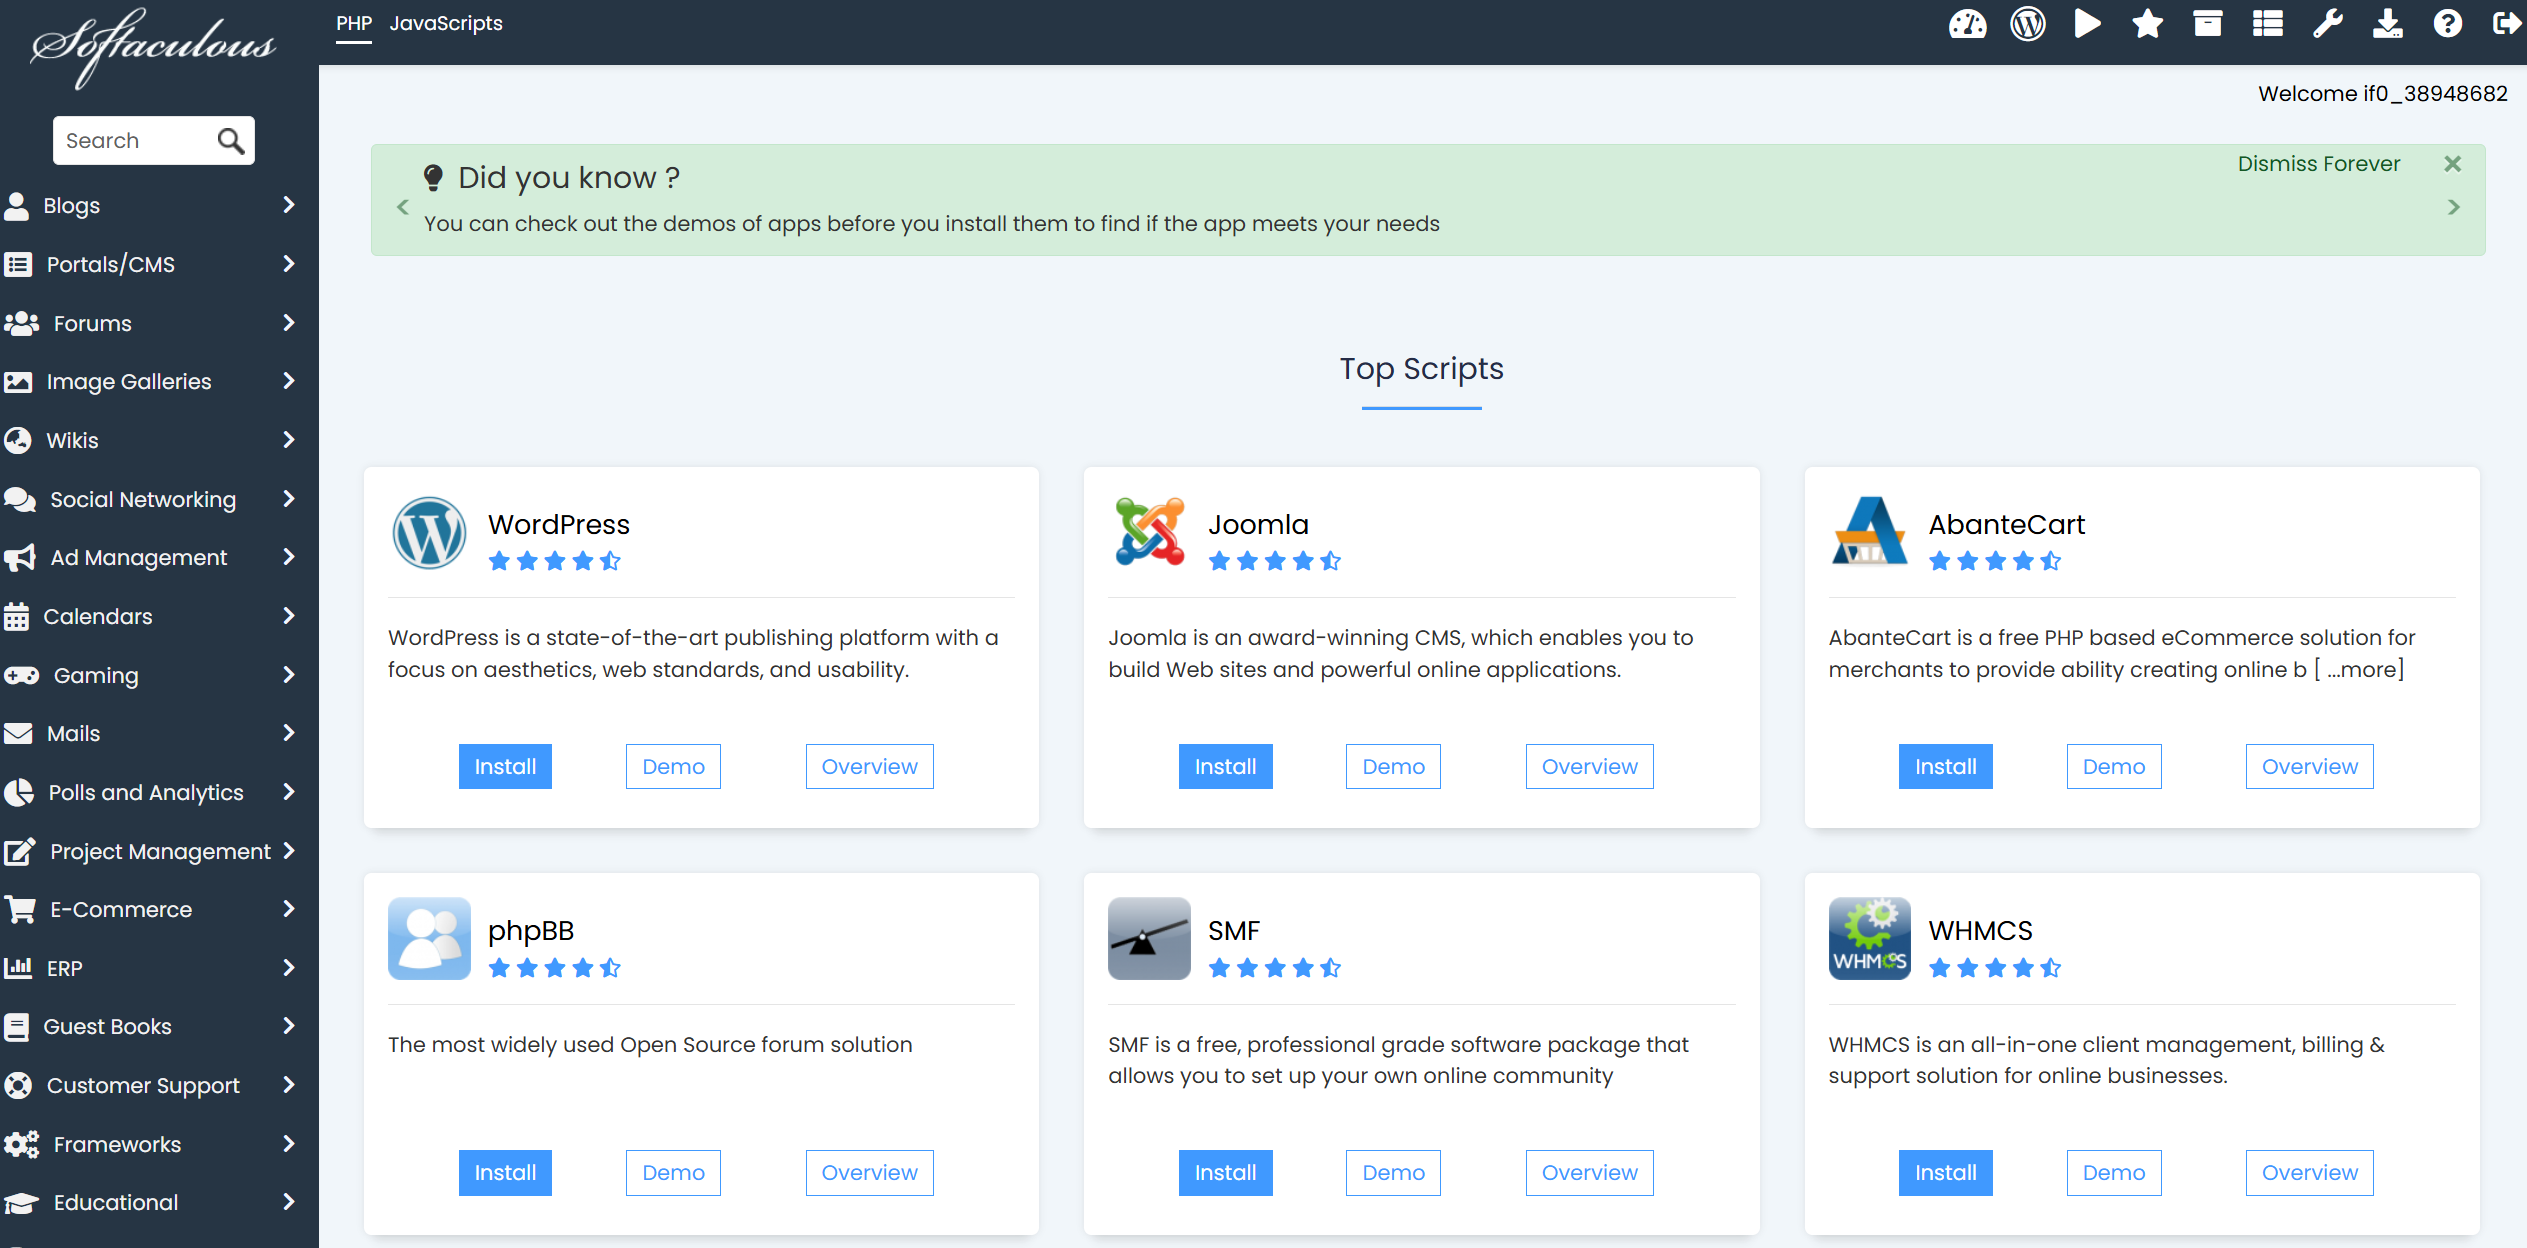 Softaculous
PHP JavaScripts
Welcome if0_38948682
Search
Blogs
Portals/CMS
Forums
Image Galleries
Wikis
Social Networking
Ad Management
Calendars
Gaming
Mails
Polls and Analytics
Project Management
E-Commerce
ERP
Guest Books
Customer Support
Frameworks
Educational
Did you know ?
Dismiss Forever
You can check out the demos of apps before you install them to find if the app meets your needs
Top Scripts
WordPress
WordPress is a state-of-the-art publishing platform with a
focus on aesthetics, web standards, and usability.
Install Demo Overview
Joomla
Joomla is an award-winning CMS, which enables you to
build Web sites and powerful online applications.
Install Demo Overview
AbanteCart
AbanteCart is a free PHP based eCommerce solution for
merchants to provide ability creating online b [ ...more]
Install Demo Overview
phpBB
The most widely used Open Source forum solution
Install Demo Overview
SMF
SMF is a free, professional grade software package that
allows you to set up your own online community
Install Demo Overview
WHMCS
WHMCS
WHMCS is an all-in-one client management, billing &
support solution for online businesses.
Install Demo Overview